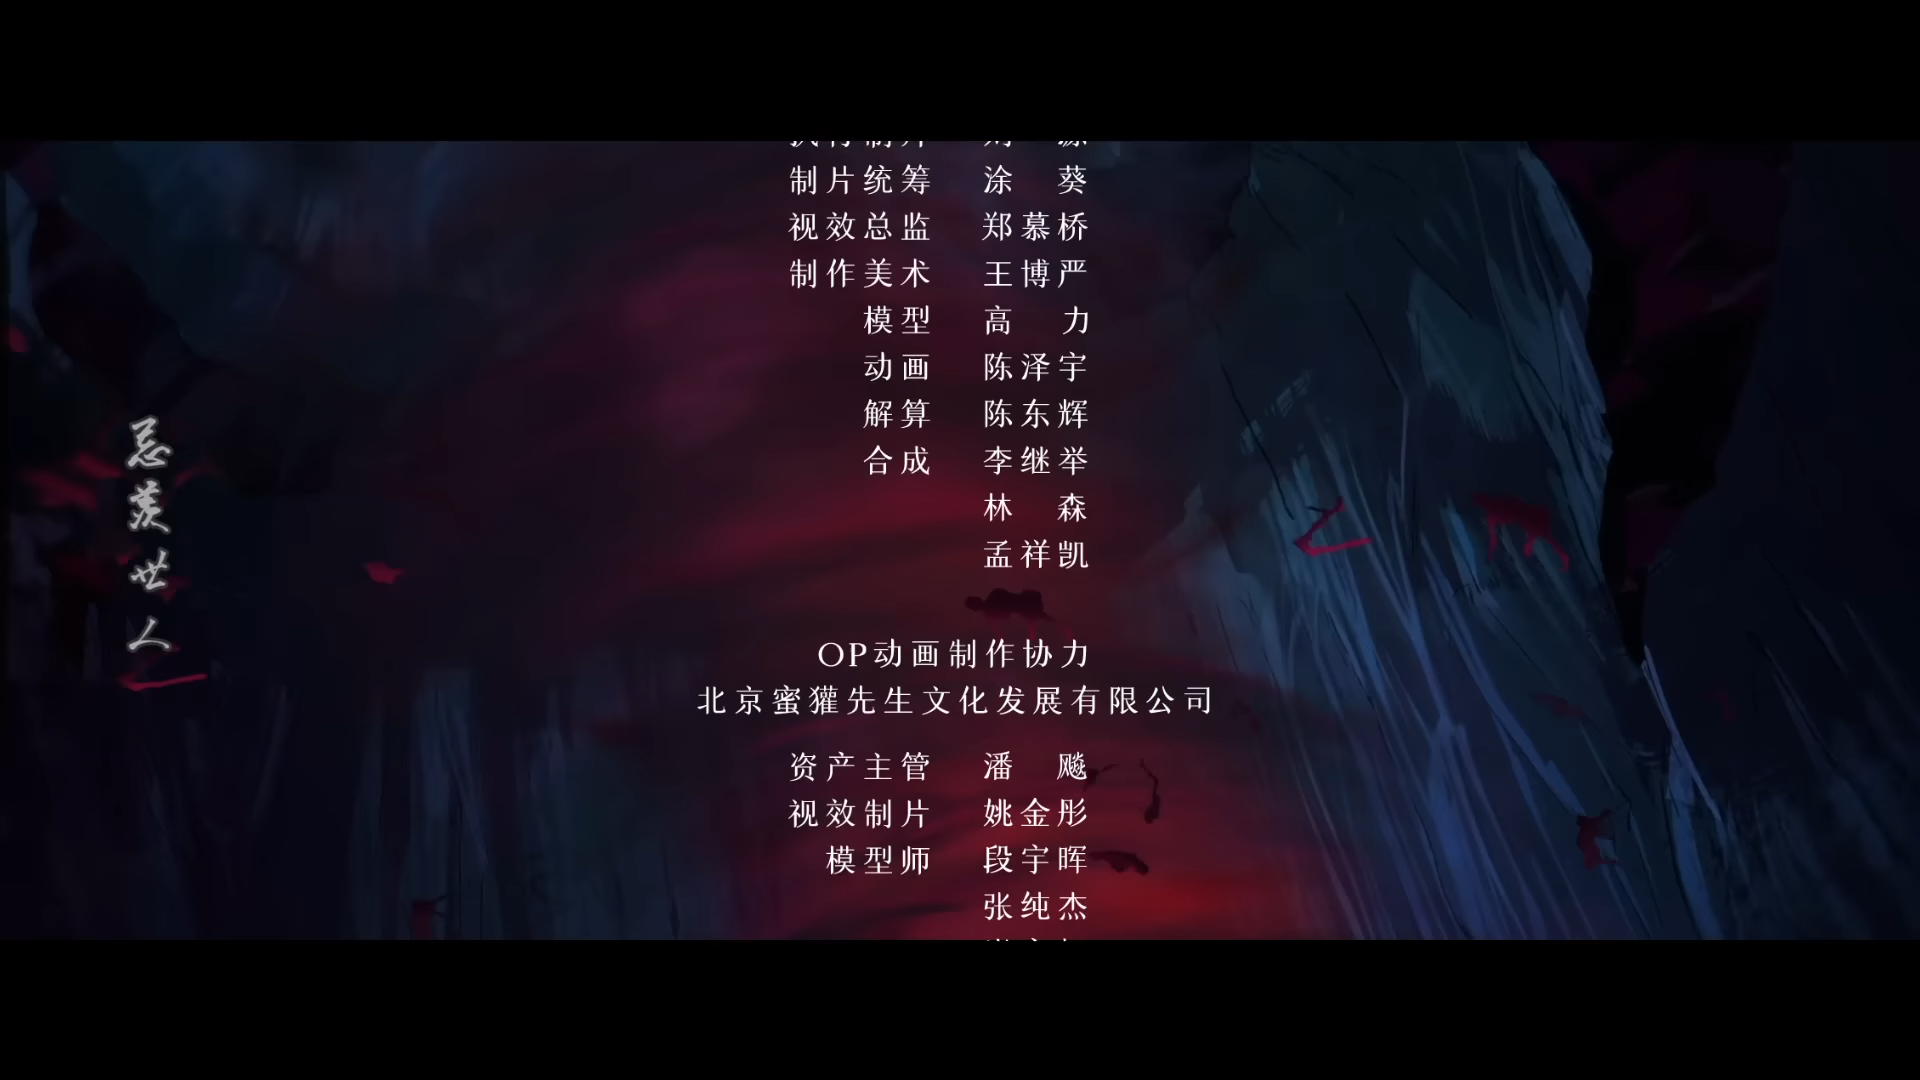 制片统筹 涂葵
视效总监 郑慕桥
制作美术 王博严
模型 高力
动画 陈泽宇
解算 陈东辉
合成 李继举
林森
孟祥凯
OP动画制作协力
北京蜜獾先生文化发展有限公司
资产主管 潘飚
视效制片 姚金彤
模型师 段宇晖
张纯杰
忌羡世人